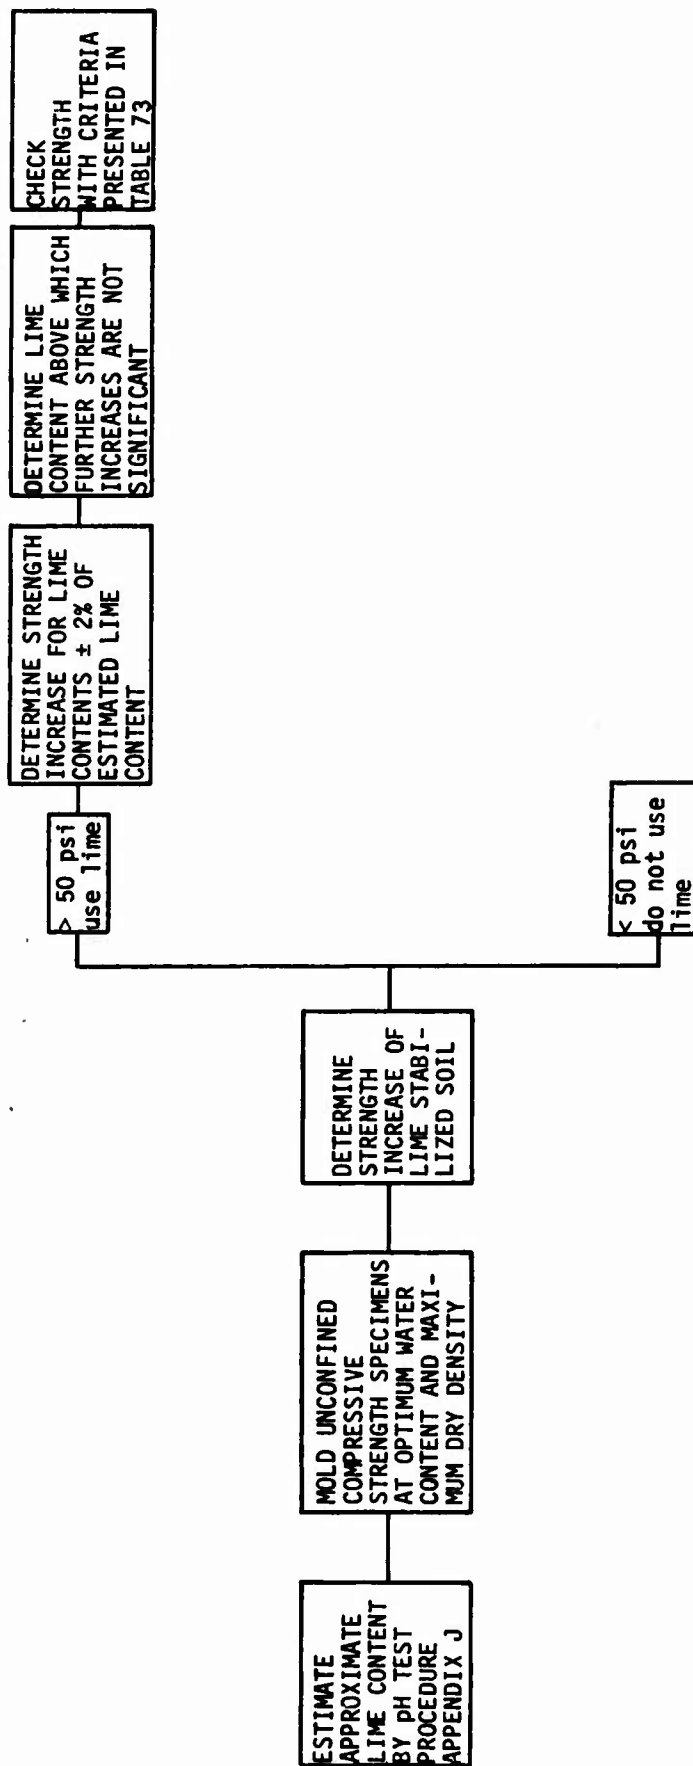 ESTIMATE
APPROXIMATE
LIME CONTENT
BY pH TEST
PROCEDURE
APPENDIX J
MOLD UNCONFINED
COMPRESSIVE
STRENGTH SPECIMENS
AT OPTIMUM WATER
CONTENT AND MAXI-
MUM DRY DENSITY
DETERMINE
STRENGTH
INCREASE OF
LIME STABI-
LIZED SOIL
> 50 psi
use lime
DETERMINE STRENGTH
INCREASE FOR LIME
CONTENTS ± 2% OF
ESTIMATED LIME
CONTENT
DETERMINE LIME
CONTENT ABOVE WHICH
FURTHER STRENGTH
INCREASES ARE NOT
SIGNIFICANT
CHECK
STRENGTH
WITH CRITERIA
PRESENTED IN
TABLE 73
< 50 psi
do not use
lime